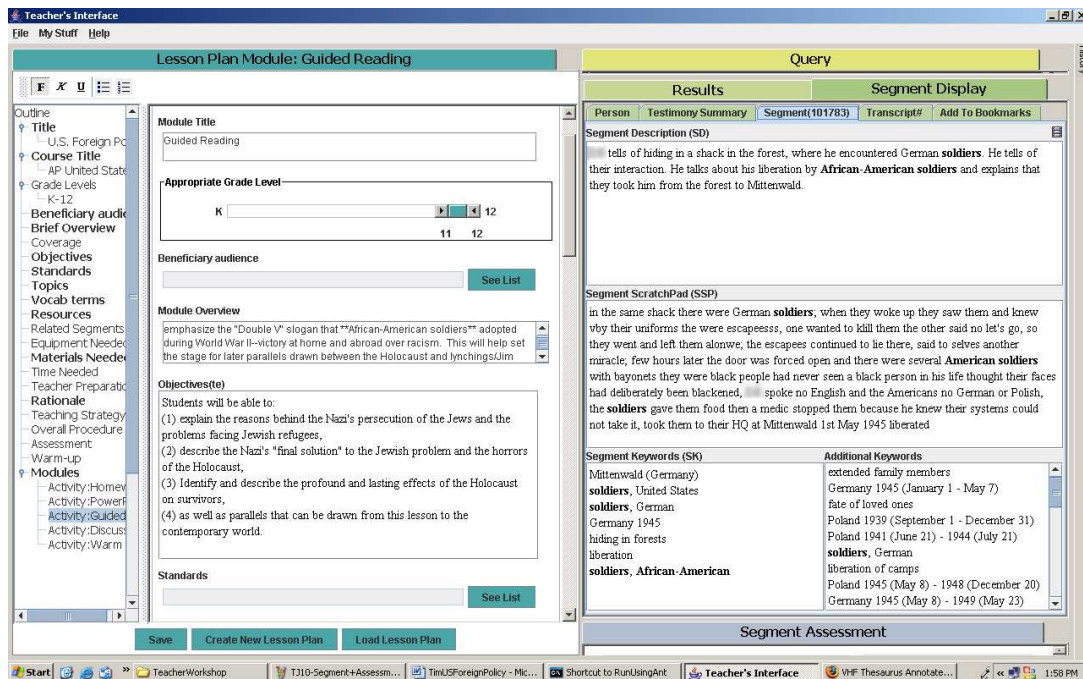 Teacher's Interface
File My Stuff Help
Lesson Plan Module: Guided Reading
F K U
Outline
Title
U.S. Foreign Po
Course Title
AP United State
Grade Levels
K-12
Beneficiary audie
Brief Overview
Coverage
Objectives
Standards
Topics
Vocab terms
Resources
Related Segments
Equipment Needec
Materials Neede
Time Needed
Teacher Preparatic
Rationale
Teaching Strategy
Overall Procedure
Assessment
Warm-up
Modules
Activity:Homew
Activity:PowerP
Activity:Guided
Activity:Discuss
Activity:Warm
Module Title
Guided Reading
Appropriate Grade Level
K 12
11 12
Beneficiary audience
See List
Module Overview
emphasize the "Double V" slogan that **African-American soldiers** adopted
during World War II--victory at home and abroad over racism. This will help set
the stage for later parallels drawn between the Holocaust and lynchings/Jim
Objectives(te)
Students will be able to:
(1) explain the reasons behind the Nazi's persecution of the Jews and the
problems facing Jewish refugees,
(2) describe the Nazi's "final solution" to the Jewish problem and the horrors
of the Holocaust,
(3) Identify and describe the profound and lasting effects of the Holocaust
on survivors,
(4) as well as parallels that can be drawn from this lesson to the
contemporary world.
Standards
See List
Save Create New Lesson Plan Load Lesson Plan
Query
Results Segment Display
Person Testimony Summary Segment(101783) Transcript# Add To Bookmarks
Segment Description (SD)
tells of hiding in a shack in the forest, where he encountered German soldiers. He tells of
their interaction. He talks about his liberation by African-American soldiers and explains that
they took him from the forest to Mittenwald.
Segment ScratchPad (SSP)
in the same shack there were German soldiers; when they woke up they saw them and knew
vby their uniforms the were escapeesss, one wanted to klill them the other said no let's go, so
they went and left them alonwe; the escapees continued to lie there, said to selves another
miracle; few hours later the door was forced open and there were several American soldiers
with bayonets they were black people had never seen a black person in his life thought their faces
had deliberately been blackened, spoke no English and the Americans no German or Polish,
the soldiers gave them food then a medic stopped them because he knew their systems could
not take it, took them to their HQ at Mittenwald 1st May 1945 liberated
Segment Keywords (SK)
Mittenwald (Germany)
soldiers, United States
soldiers, German
Germany 1945
hiding in forests
liberation
soldiers, African-American
Additional Keywords
extended family members
Germany 1945 (January 1 - May 7)
fate of loved ones
Poland 1939 (September 1 - December 31)
Poland 1941 (June 21) - 1944 (July 21)
soldiers, German
liberation of camps
Poland 1945 (May 8) - 1948 (December 20)
Germany 1945 (May 8) - 1949 (May 23)
Segment Assessment
Start » TeacherWorkshop TJ10-Segment+Assessm... TimUSForeignPolicy - Mic... Shortcut to RunUsingAnt Teacher's Interface VHF Thesaurus Annotate... « 1:58 PM